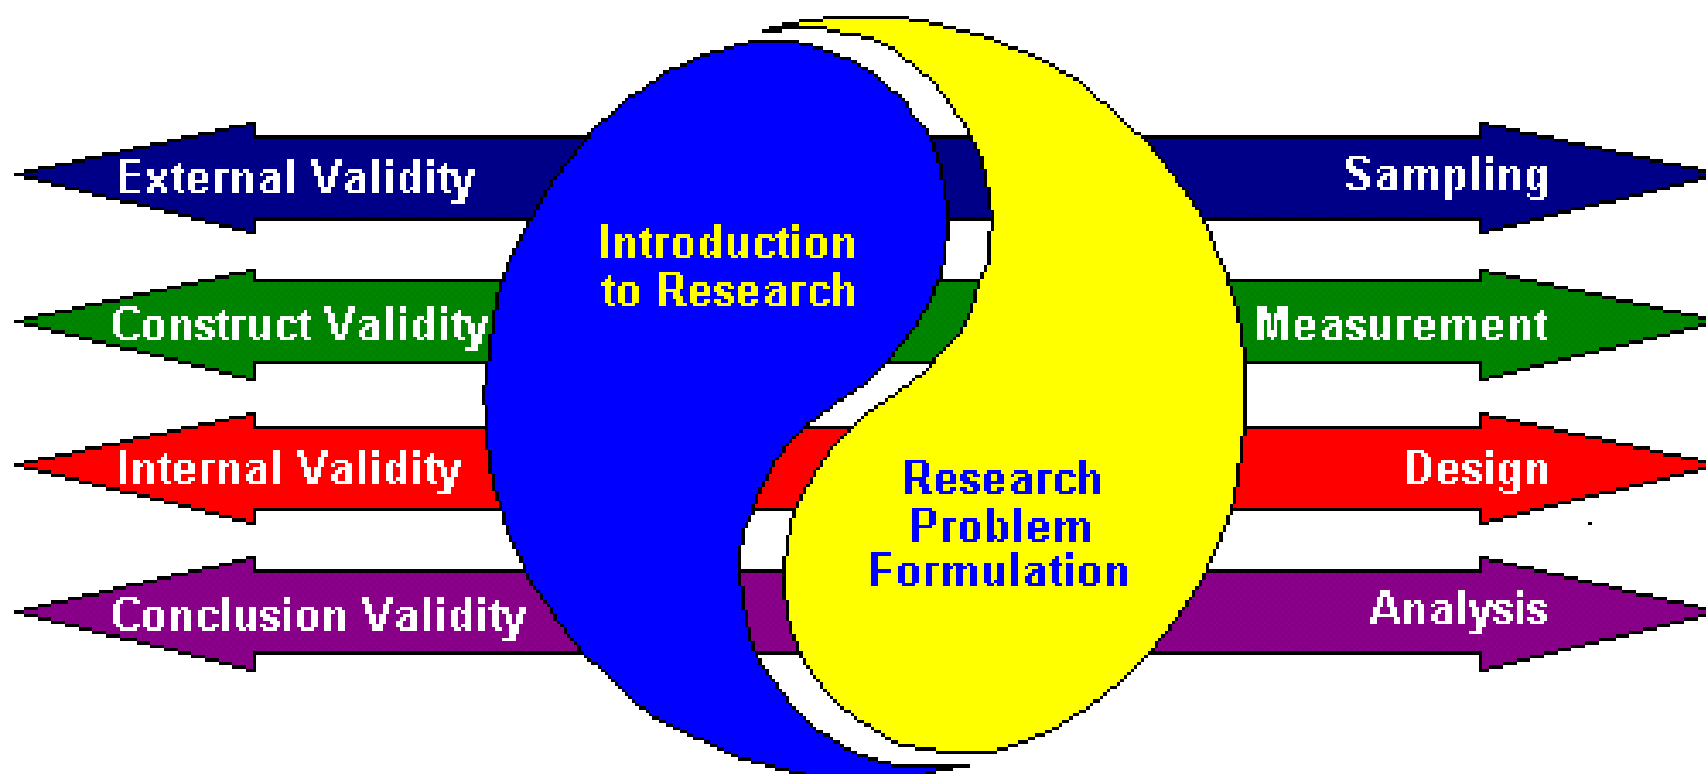 External Validity
Sampling
Introduction
to Research
Construct Validity
Measurement
Internal Validity
Design
Research
Problem
Formulation
Conclusion Validity
Analysis